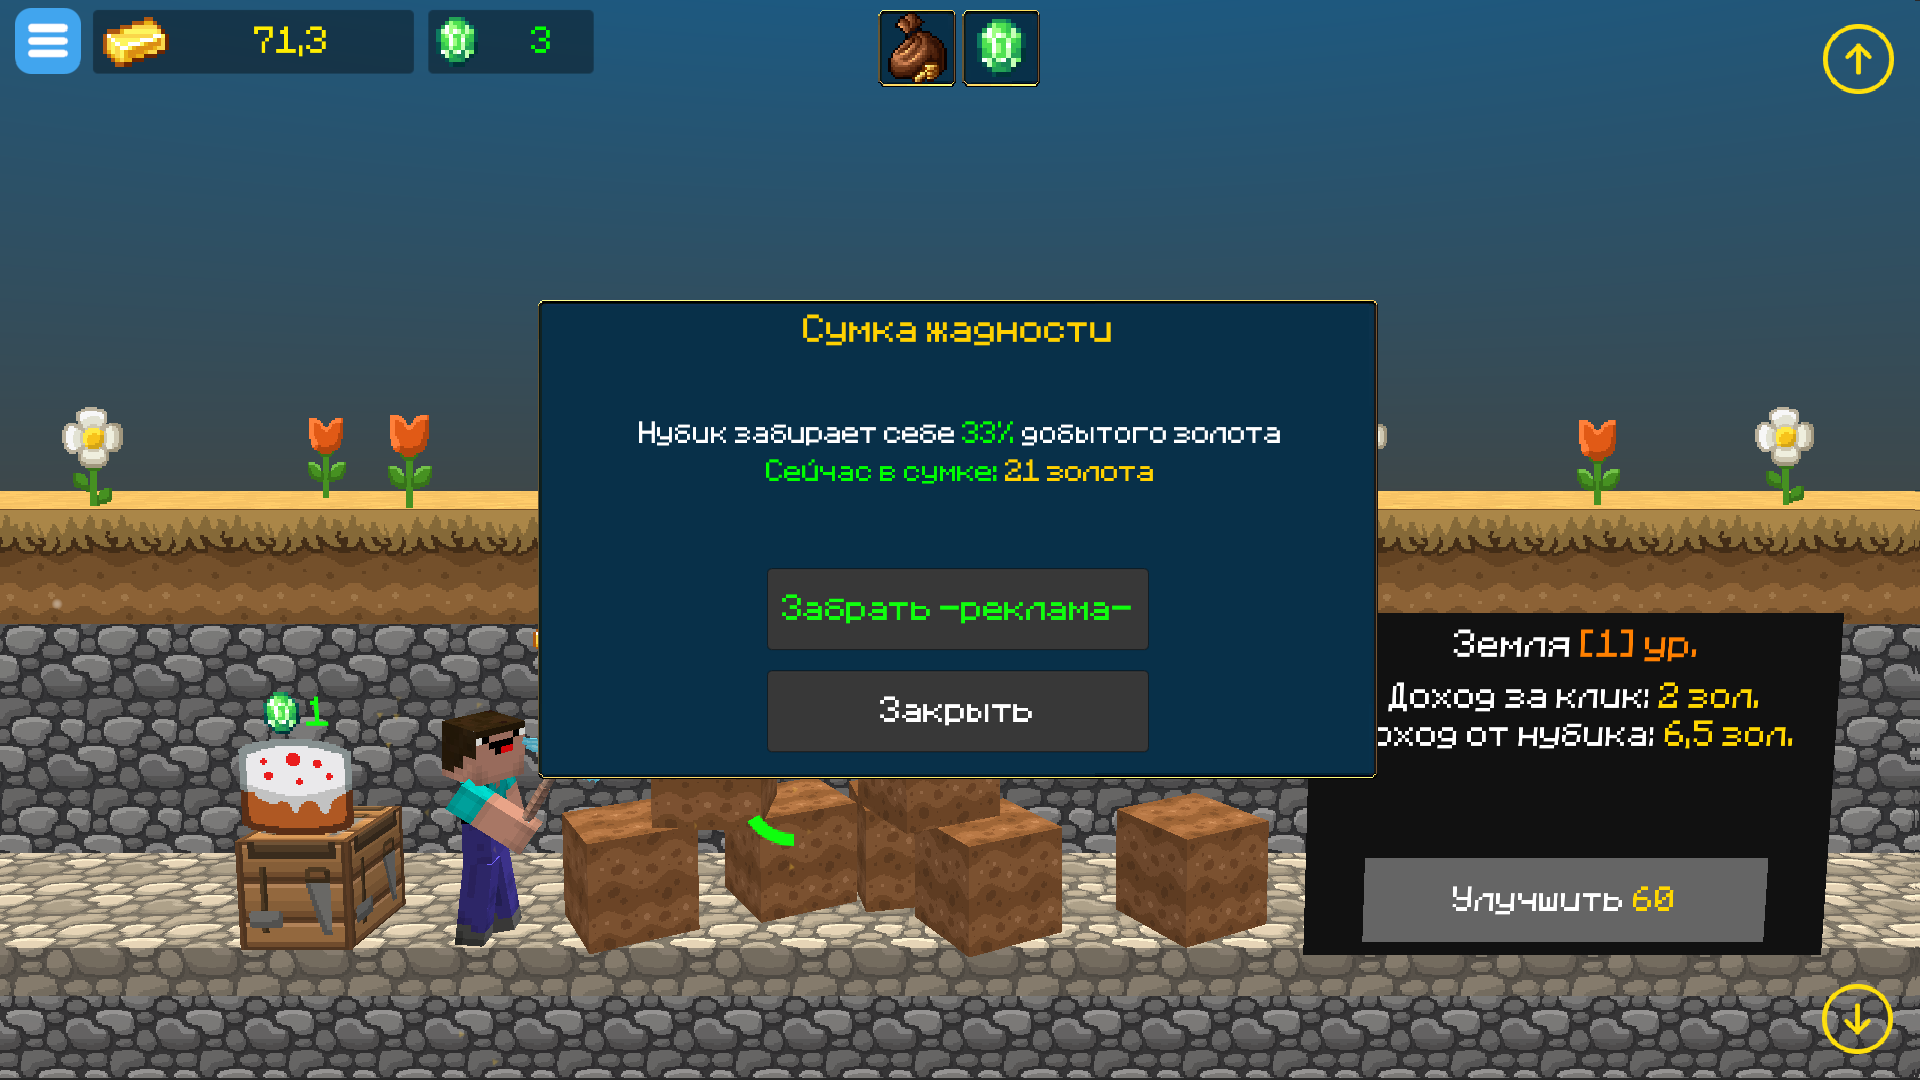 71,3
3
Сумка жадности
Нубик забирает себе 33% добытого золота
Сейчас в сумке: 21 золота
Забрать -реклама-
Закрыть
1
Земля [1] ур.
Доход за клик: 2 зол.
оход от нубика: 6,5 зол.
Улучшить 60